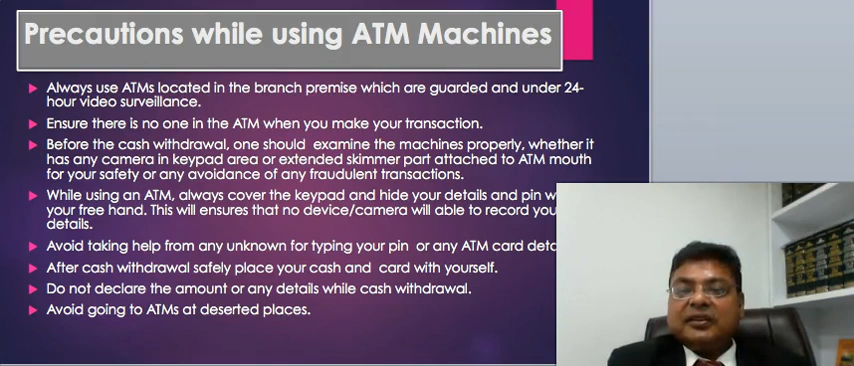 Precautions while using ATM Machines
Always use ATMs located in the branch premise which are guarded and under 24-
hour video surveillance.
Ensure there is no one in the ATM when you make your transaction.
Before the cash withdrawal, one should examine the machines properly, whether it
has any camera in keypad area or extended skimmer part attached to ATM mouth
for your safety or any avoidance of any fraudulent transactions.
While using an ATM, always cover the keypad and hide your details and pin
your free hand. This will ensures that no device/camera will able to record
details.
Avoid taking help from any unknown for typing your pin or any ATM card
After cash withdrawal safely place your cash and card with yourself.
Do not declare the amount or any details while cash withdrawal.
Avoid going to ATMs at deserted places.